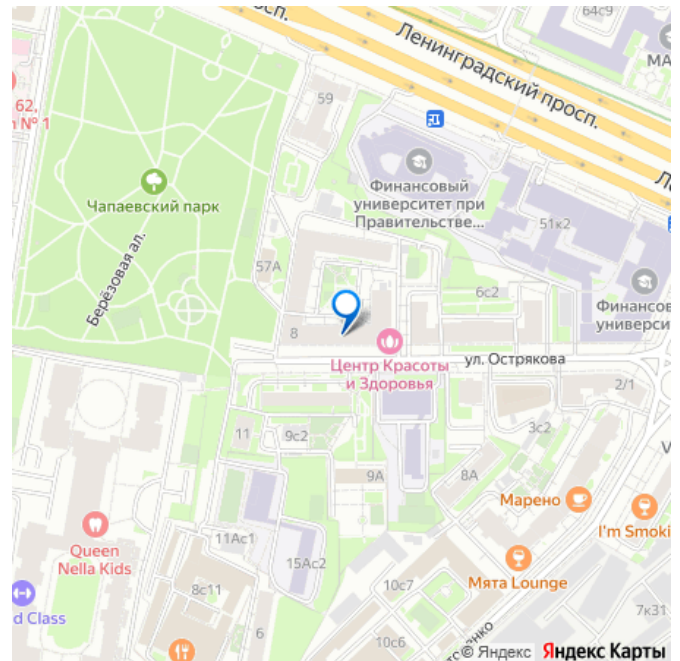 64с9
МА
Ленинградский просп.
59
62,
№ 1
Финансовый
университет при
Правительстве...
51к2
Чапаевский парк
Берёзовая ал.
57А
6с2
Финансов
универси
8
Центр Красоты
и Здоровья
ул. Острякова
2/1
11
9с2
3с2
9А
8А
Марено
I'm Smoki
Queen
Nella Kids
11Ас1
15Ас2
Мята Lounge
d Class
8с11
10с7
7к31
6
10с6
© Яндекс Яндекс Карты